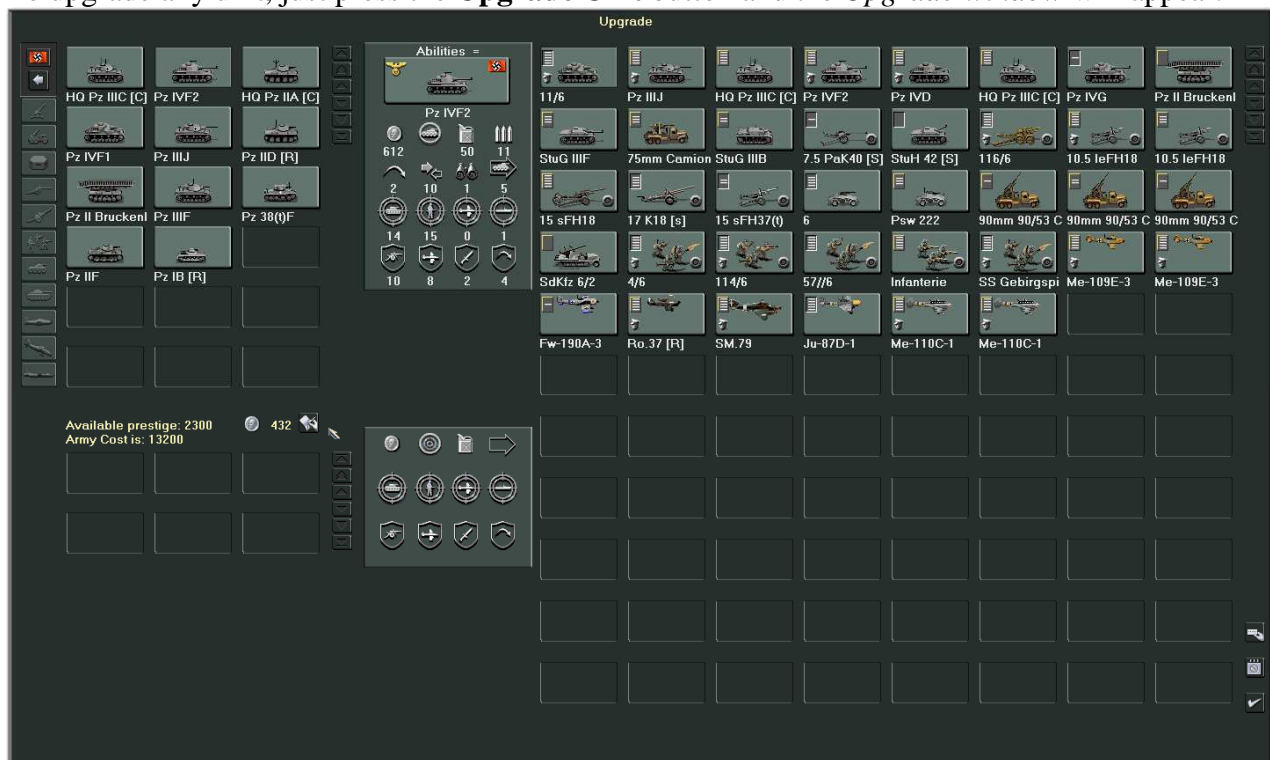 Upgrade
HQ Pz IIIC [C] Pz IVF2 HQ Pz IIA [C]
Pz IVF1 Pz IIIJ Pz IID [R]
Pz II Bruckenl Pz IIIF Pz 38(t)F
Pz IIF Pz IB [R]
Available prestige: 2300 432
Army Cost is: 13200
Abilities =
Pz IVF2
612 50 11
2 10 1 5
14 15 0 1
10 8 2 4
11/6 Pz IIIJ HQ Pz IIIC [C] Pz IVF2 Pz IVD HQ Pz IIIC [C] Pz IVG Pz II Bruckenl
StuG IIIF 75mm Camion StuG IIIB 7.5 PaK40 [S] StuH 42 [S] 116/6 10.5 leFH18 10.5 leFH18
15 sFH18 17 K18 [s] 15 sFH37(t) 6 Psw 222 90mm 90/53 C 90mm 90/53 C 90mm 90/53 C
SdKfz 6/2 4/6 114/6 57//6 Infanterie SS Gebirgspi Me-109E-3 Me-109E-3
Fw-190A-3 Ro.37 [R] SM.79 Ju-87D-1 Me-110C-1 Me-110C-1